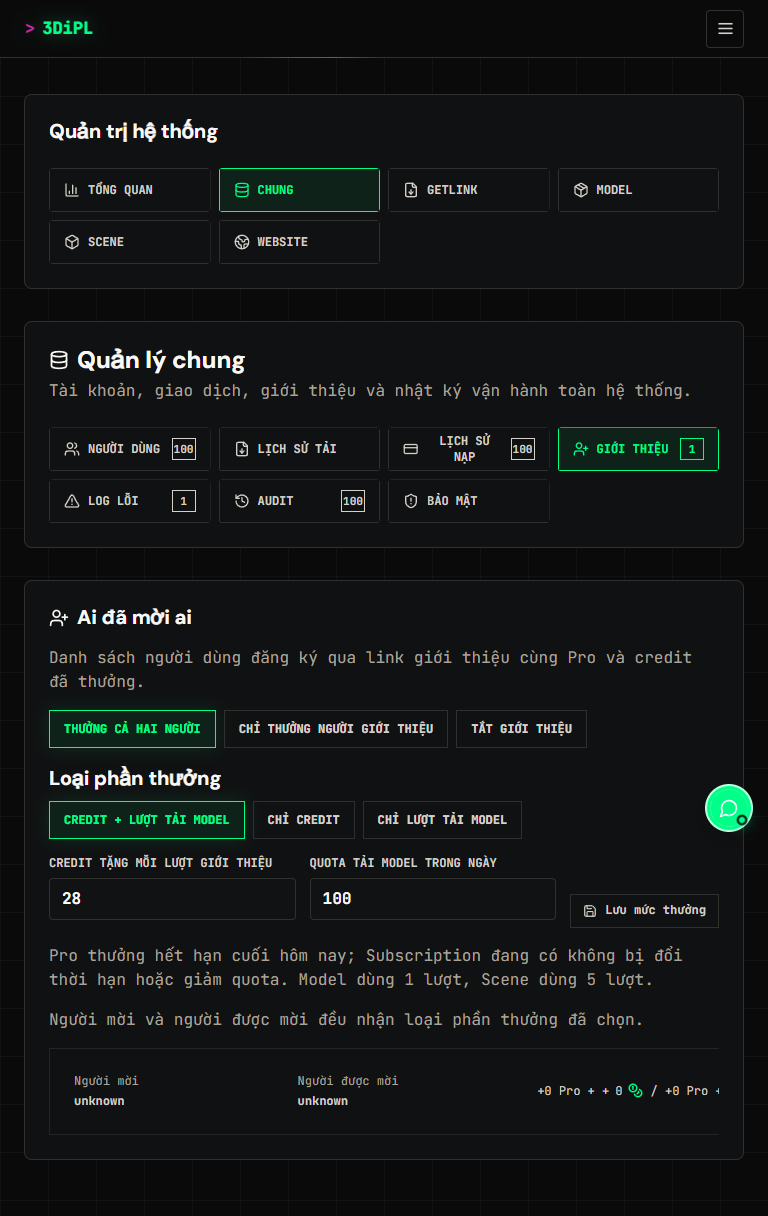 > 3DiPL
Quản trị hệ thống
TỔNG QUAN
CHUNG
GETLINK
MODEL
SCENE
WEBSITE
Quản lý chung
Tài khoản, giao dịch, giới thiệu và nhật ký vận hành toàn hệ thống.
NGƯỜI DÙNG 100
LỊCH SỬ TẢI
LỊCH SỬ
NẠP
100
GIỚI THIỆU 1
LOG LỖI 1
AUDIT 100
BẢO MẬT
Ai đã mời ai
Danh sách người dùng đăng ký qua link giới thiệu cùng Pro và credit
đã thưởng.
THƯỞNG CẢ HAI NGƯỜI
CHỈ THƯỞNG NGƯỜI GIỚI THIỆU
TẮT GIỚI THIỆU
Loại phần thưởng
CREDIT + LƯỢT TẢI MODEL
CHỈ CREDIT
CHỈ LƯỢT TẢI MODEL
CREDIT TẶNG MỖI LƯỢT GIỚI THIỆU
QUOTA TẢI MODEL TRONG NGÀY
28
100
Lưu mức thưởng
Pro thưởng hết hạn cuối hôm nay; Subscription đang có không bị đổi
thời hạn hoặc giảm quota. Model dùng 1 lượt, Scene dùng 5 lượt.
Người mời và người được mời đều nhận loại phần thưởng đã chọn.
Người mời
unknown
Người được mời
unknown
+0 Pro + + 0 / +0 Pro +